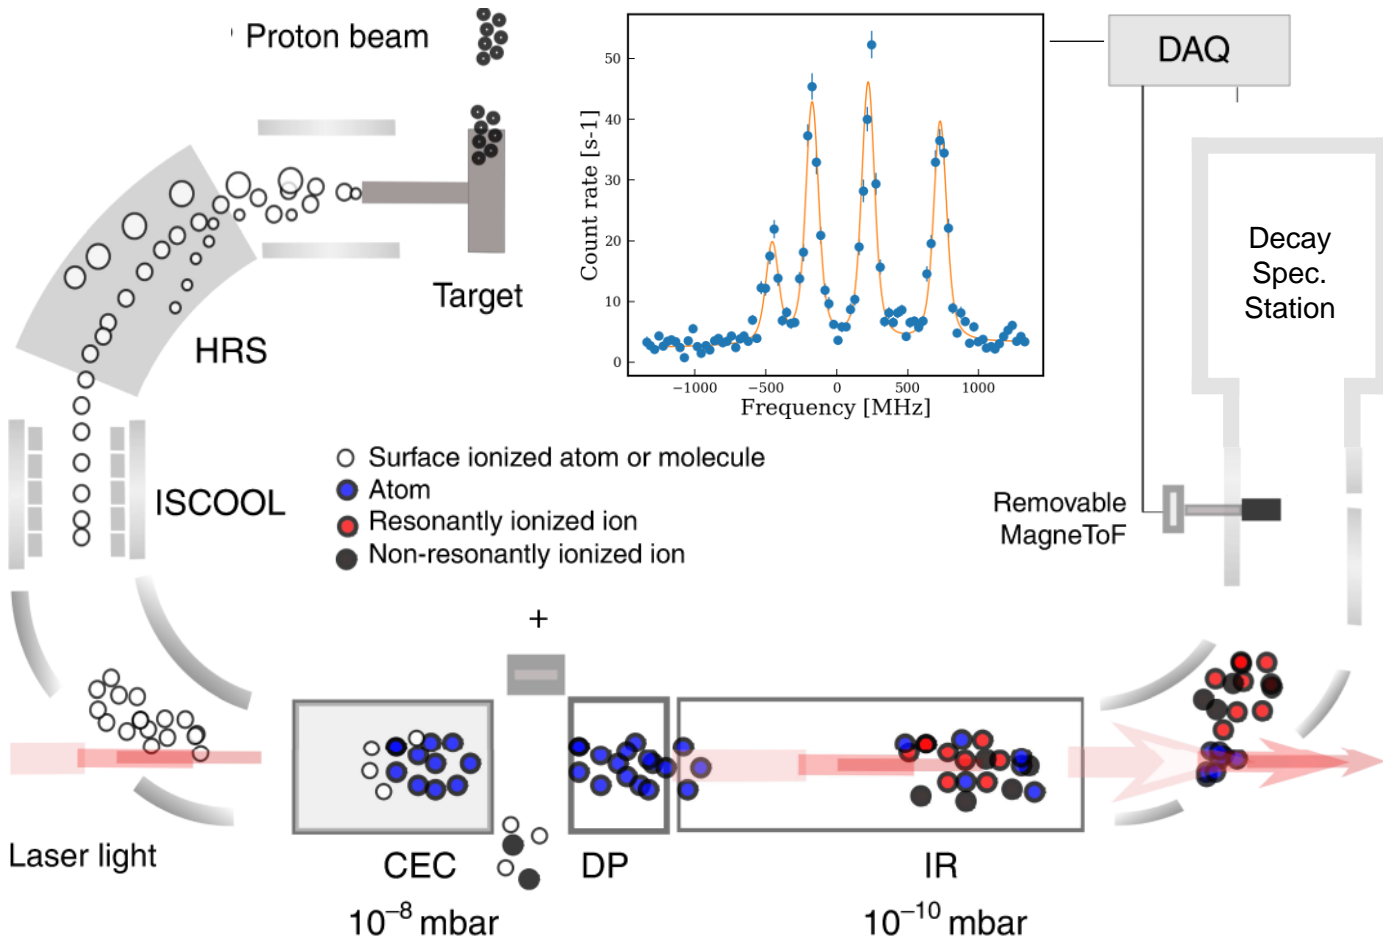 Proton beam
Target
HRS
ISCOOL
Laser light
Count rate [s-1]
50
40
30
20
10
0
−1000
−500
0
500
1000
Frequency [MHz]
DAQ
Decay
Spec.
Station
Removable
MagneToF
Surface ionized atom or molecule
Atom
Resonantly ionized ion
Non-resonantly ionized ion
+
CEC
DP
IR
10⁻⁸ mbar
10⁻¹⁰ mbar